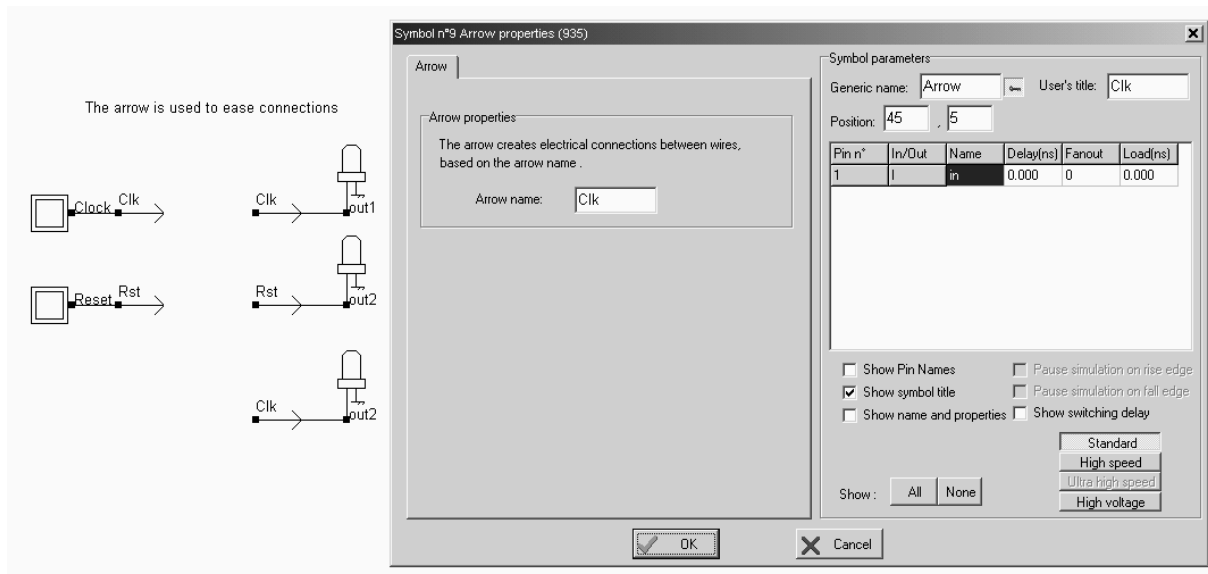 The arrow is used to ease connections
Clock Clk
Clk
out1
Reset Rst
Rst
out2
Clk
out2
Symbol n°9 Arrow properties (935)
Arrow
Arrow properties
The arrow creates electrical connections between wires,
based on the arrow name .
Arrow name: Clk
Symbol parameters
Generic name: Arrow User's title: Clk
Position: 45 , 5
Pin n° In/Out Name Delay(ns) Fanout Load(ns)
1 I in 0.000 0 0.000
Show Pin Names Pause simulation on rise edge
Show symbol title Pause simulation on fall edge
Show name and properties Show switching delay
Standard
High speed
Ultra high speed
High voltage
Show : All None
OK Cancel